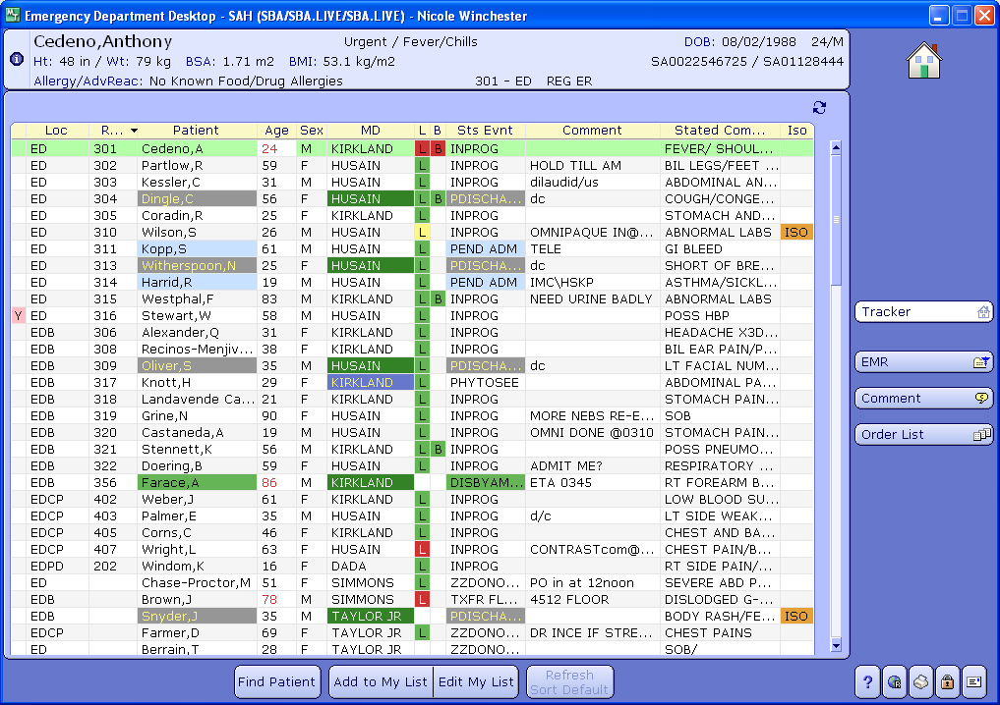 Emergency Department Desktop - SAH (SBA/SBA.LIVE/SBA.LIVE) - Nicole Winchester
Cedeno,Anthony Urgent / Fever/Chills DOB: 08/02/1988 24/M
Ht: 48 in / Wt: 79 kg BSA: 1.71 m2 BMI: 53.1 kg/m2 SA0022546725 / SA01128444
Allergy/AdvReac: No Known Food/Drug Allergies 301 - ED REG ER
Loc R... Patient Age Sex MD L B Sts Evnt Comment Stated Com... Iso
ED 301 Cedeno,A 24 M KIRKLAND L B INPROG FEVER/ SHOUL...
ED 302 Partlow,R 59 F HUSAIN L INPROG HOLD TILL AM BIL LEGS/FEET ...
ED 303 Kessler,C 31 M HUSAIN L INPROG dilaudid/us ABDOMINAL AN...
ED 304 Dingle,C 56 F HUSAIN L B PDISCHA... dc COUGH/CONGE...
ED 305 Coradin,R 25 F KIRKLAND L INPROG STOMACH AND...
ED 310 Wilson,S 26 M HUSAIN L INPROG OMNIPAQUE IN@... ABNORMAL LABS ISO
ED 311 Kopp,S 61 M HUSAIN L PEND ADM TELE GI BLEED
ED 313 Witherspoon,N 25 F HUSAIN L PDISCHA... dc SHORT OF BRE...
ED 314 Harrid,R 19 M HUSAIN L PEND ADM IMC\HSKP ASTHMA/SICKL...
ED 315 Westphal,F 83 M KIRKLAND L B INPROG NEED URINE BADLY ABNORMAL LABS
Y ED 316 Stewart,W 58 M HUSAIN L INPROG POSS HBP
EDB 306 Alexander,Q 31 F KIRKLAND L INPROG HEADACHE X3D...
EDB 308 Recinos-Menjiv... 38 F KIRKLAND L INPROG BIL EAR PAIN/P...
EDB 309 Oliver,S 35 M HUSAIN L PDISCHA... dc LT FACIAL NUM...
EDB 317 Knott,H 29 F KIRKLAND L PHYTOSEE ABDOMINAL PA...
EDB 318 Landavende Ca... 21 F KIRKLAND L INPROG STOMACH PAIN...
EDB 319 Grine,N 90 F HUSAIN L INPROG MORE NEBS RE-E... SOB
EDB 320 Castaneda,A 19 M HUSAIN L INPROG OMNI DONE @0310 STOMACH PAIN...
EDB 321 Stennett,K 56 M KIRKLAND L B INPROG POSS PNEUMO...
EDB 322 Doering,B 59 F HUSAIN L INPROG ADMIT ME? RESPIRATORY ...
EDB 356 Farace,A 86 M KIRKLAND DISBYAM... ETA 0345 RT FOREARM B...
EDCP 402 Weber,J 61 F KIRKLAND L INPROG LOW BLOOD SU...
EDCP 403 Palmer,E 35 M HUSAIN L INPROG d/c LT SIDE WEAK...
EDCP 405 Corns,C 46 F KIRKLAND L INPROG CHEST AND BA...
EDCP 407 Wright,L 63 F HUSAIN L INPROG CONTRASTcom@... CHEST PAIN/B...
EDPD 202 Windom,K 16 F DADA L INPROG RT SIDE PAIN/...
ED Chase-Proctor,M 51 F SIMMONS L ZZDONO... PO in at 12noon SEVERE ABD P...
EDB Brown,J 78 M SIMMONS L TXFR FL... 4512 FLOOR DISLODGED G-...
EDB Snyder,J 35 M TAYLOR JR PDISCHA... BODY RASH/FE... ISO
EDCP Farmer,D 69 F TAYLOR JR L ZZDONO... DR INCE IF STRE... CHEST PAINS
ED Berrain,T 28 F TAYLOR JR ZZDONO... SOB/
Tracker
EMR
Comment
Order List
Find Patient Add to My List Edit My List Refresh
Sort Default
?